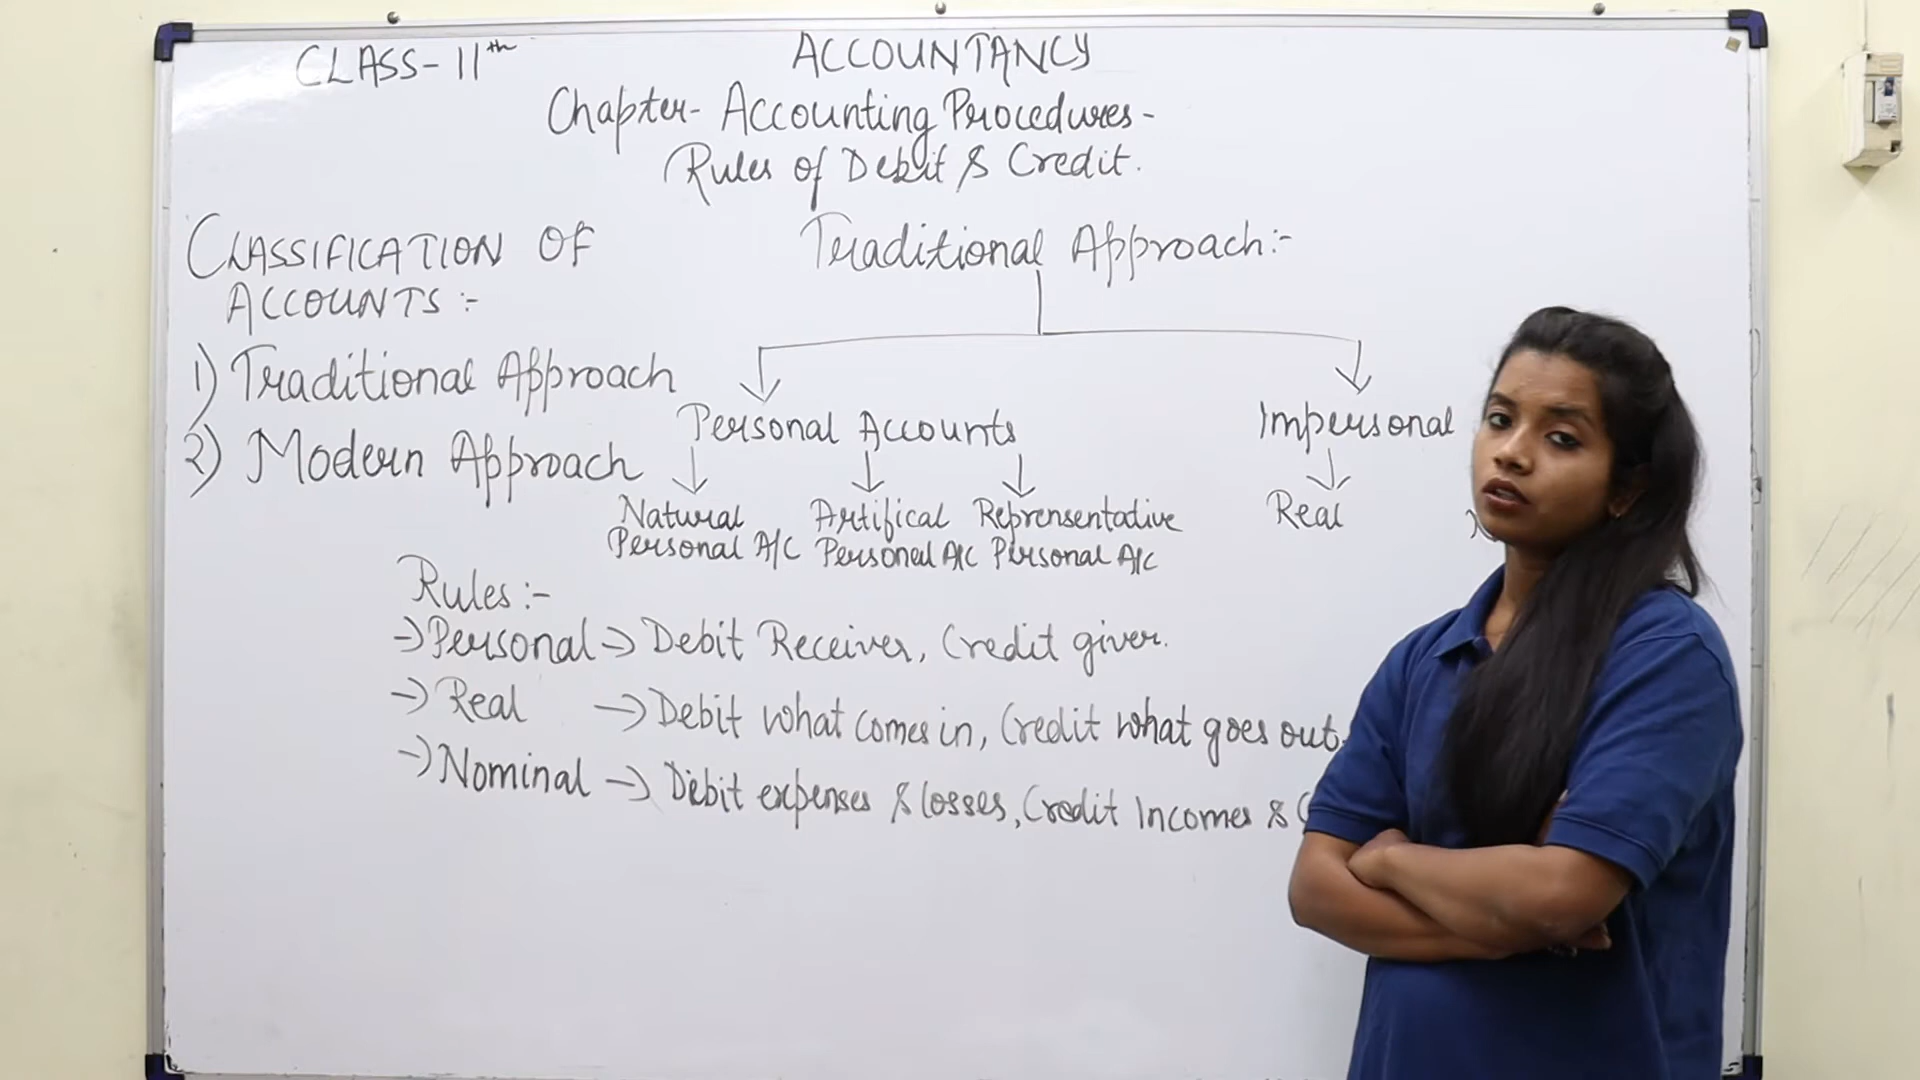 CLASS-11th
ACCOUNTANCY
Chapter- Accounting Procedures-
Rules of Debit & Credit.
CLASSIFICATION OF
ACCOUNTS:-
1) Traditional Approach
2) Modern Approach
Traditional Approach:-
Personal Accounts
Impersonal
Natural
Personal A/C
Artifical
Personal A/C
Reprensentative
Personal A/C
Real
Rules:-
→ Personal → Debit Receiver, Credit giver.
→ Real → Debit what comes in, Credit what goes out.
→ Nominal → Debit expenses & losses, Credit Incomes &